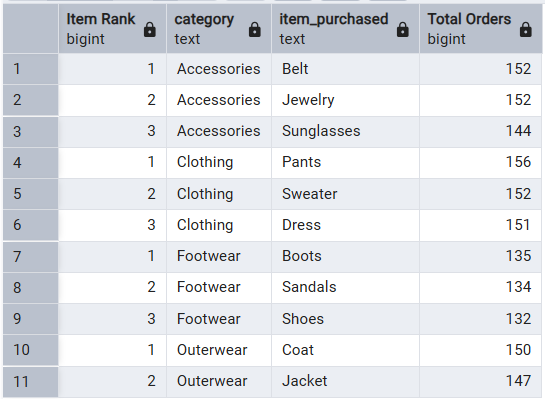 Item Rank category item_purchased Total Orders
bigint text text bigint
1 1 Accessories Belt 152
2 2 Accessories Jewelry 152
3 3 Accessories Sunglasses 144
4 1 Clothing Pants 156
5 2 Clothing Sweater 152
6 3 Clothing Dress 151
7 1 Footwear Boots 135
8 2 Footwear Sandals 134
9 3 Footwear Shoes 132
10 1 Outerwear Coat 150
11 2 Outerwear Jacket 147